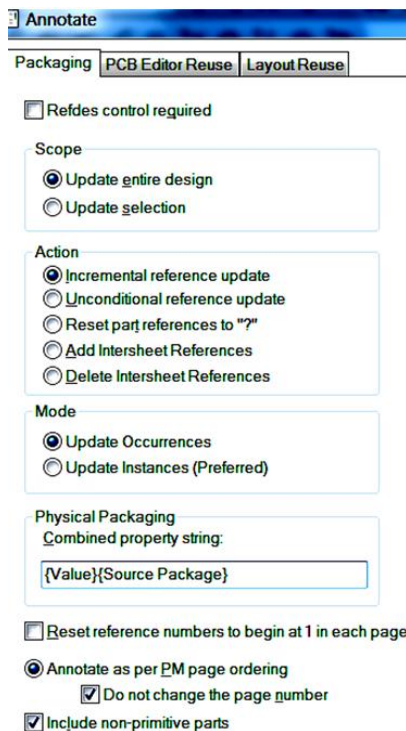 Annotate
Packaging PCB Editor Reuse Layout Reuse
Refdes control required
Scope
Update entire design
Update selection
Action
Incremental reference update
Unconditional reference update
Reset part references to "?"
Add Intersheet References
Delete Intersheet References
Mode
Update Occurrences
Update Instances (Preferred)
Physical Packaging
Combined property string:
{Value}{Source Package}
Reset reference numbers to begin at 1 in each page
Annotate as per PM page ordering
Do not change the page number
Include non-primitive parts